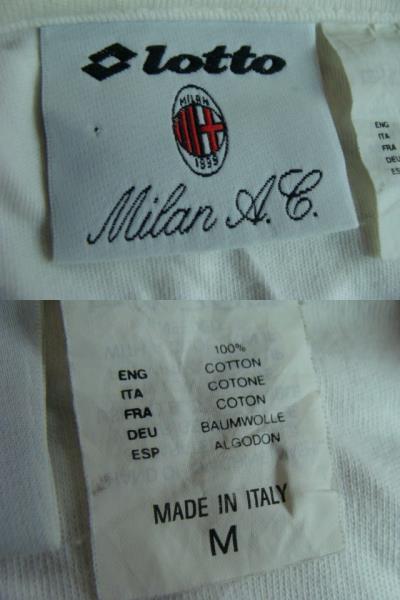 lotto
MILAN
1899
Milan A.C.
ENG
ITA
FRA
DEU
ES
100%
ENG COTTON
ITA COTONE
FRA COTON
DEU BAUMWOLLE
ESP ALGODON
MADE IN ITALY
M